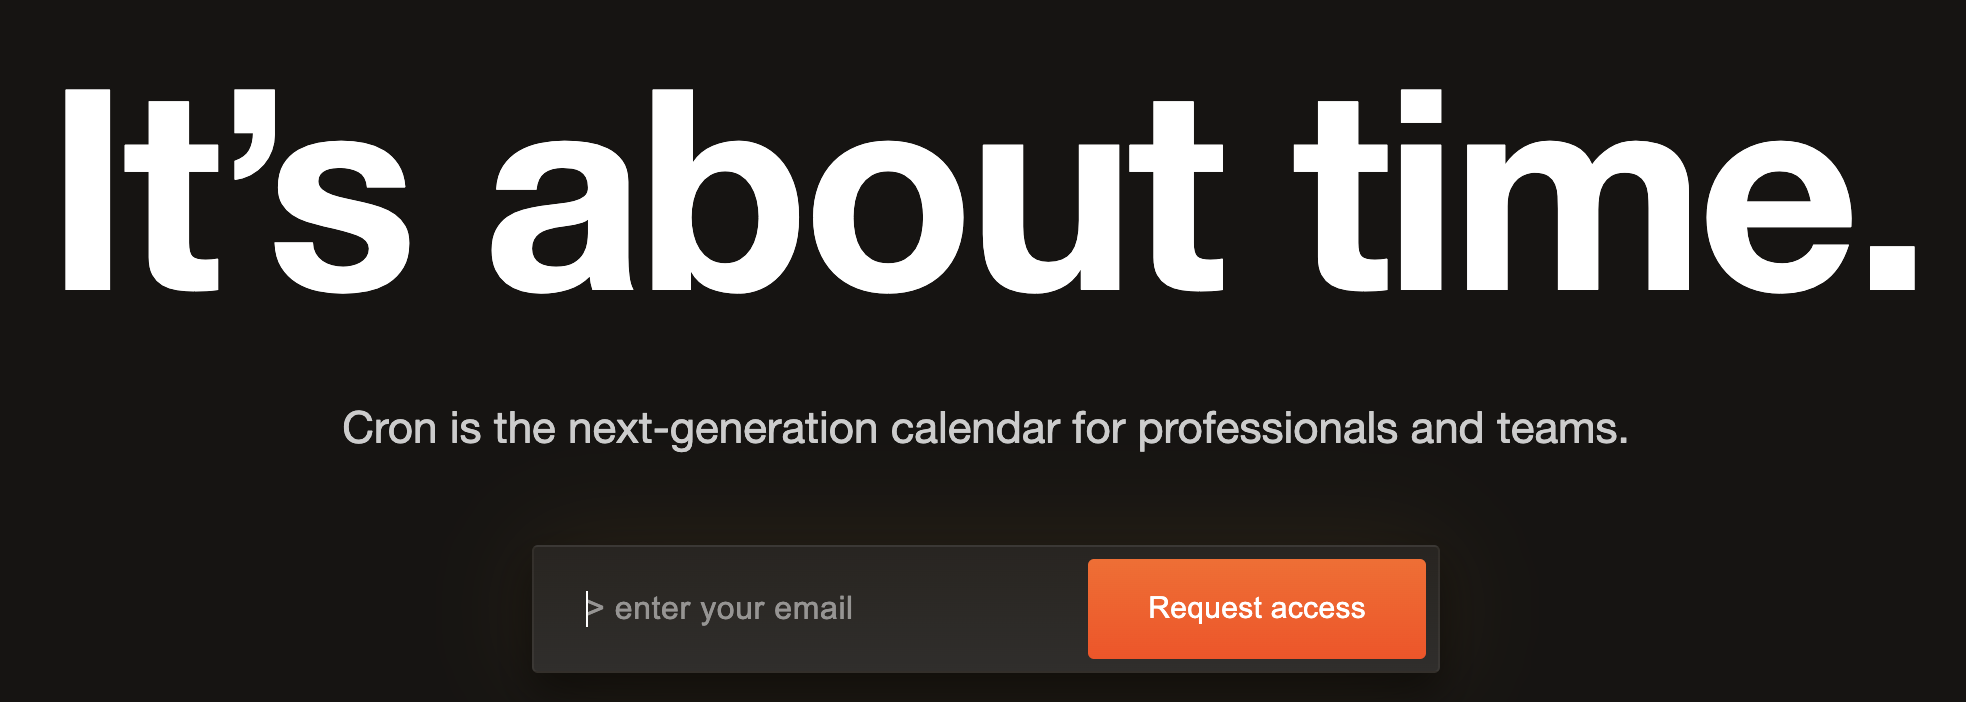 It’s about time.
Cron is the next-generation calendar for professionals and teams.
> enter your email
Request access